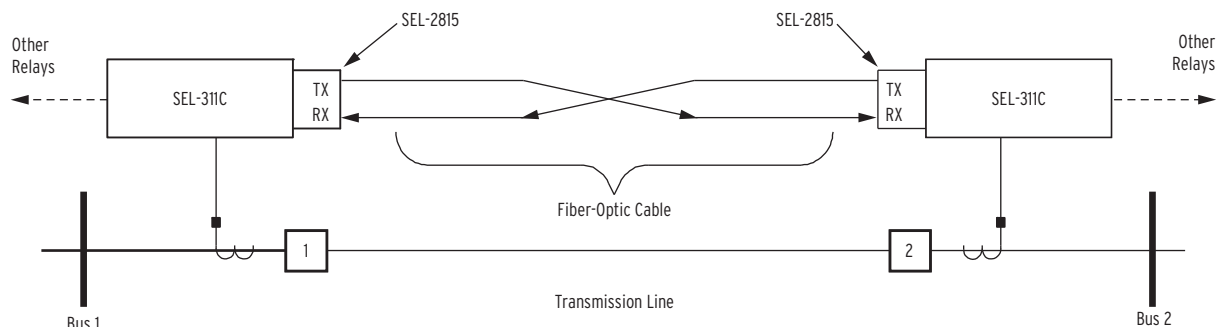 SEL-2815
SEL-2815
Other
Relays
Other
Relays
SEL-311C
TX
RX
TX
RX
SEL-311C
Fiber-Optic Cable
1
2
Transmission Line
Bus 1
Bus 2